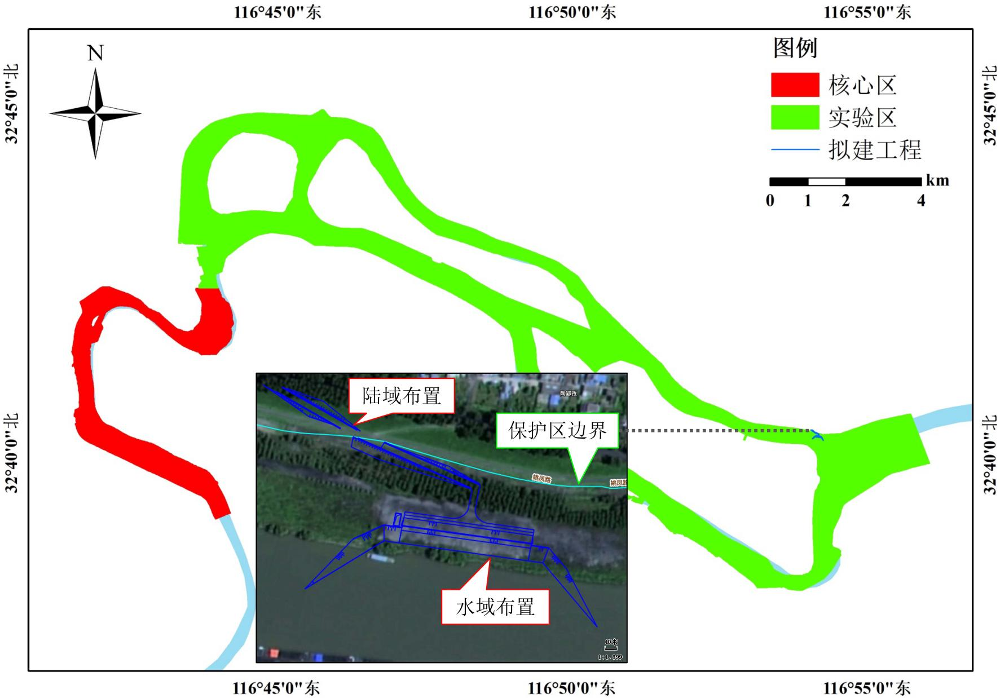 116°45'0"东
116°50'0"东
116°55'0"东
N
图例
核心区
实验区
拟建工程
km
0 1 2 4
32°45'0"北
32°45'0"北
陆域布置
陶郢孜
保护区边界
姚凤路
姚凤路
水域布置
10米
1:1,899
32°40'0"北
32°40'0"北
116°45'0"东
116°50'0"东
116°55'0"东